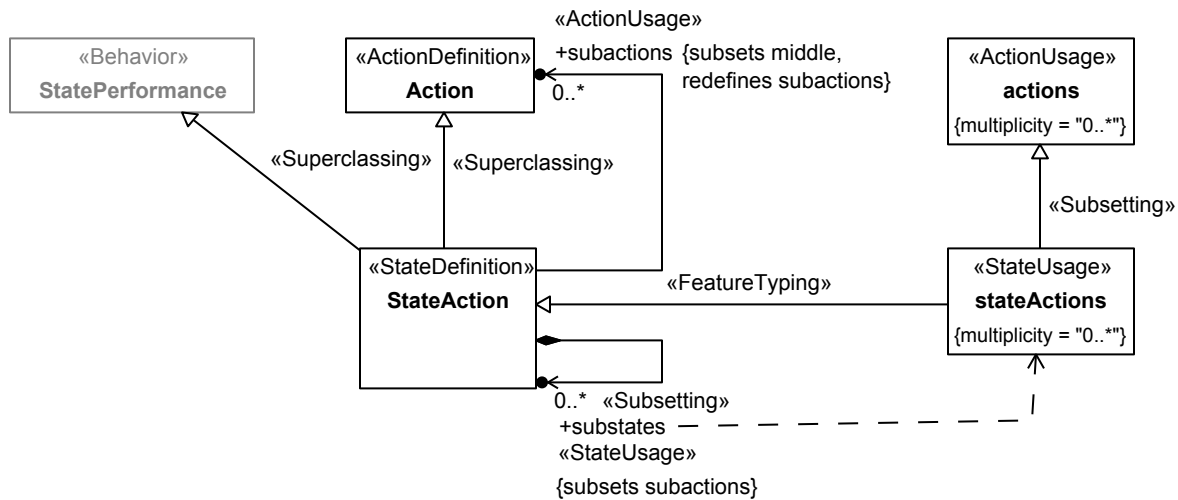 «ActionUsage»
+subactions {subsets middle,
redefines subactions}
0..*
«Behavior»
StatePerformance
«ActionDefinition»
Action
«ActionUsage»
actions
{multiplicity = "0..*"}
«Superclassing»
«Superclassing»
«Subsetting»
«StateDefinition»
StateAction
«FeatureTyping»
«StateUsage»
stateActions
{multiplicity = "0..*"}
0..* «Subsetting»
+substates
«StateUsage»
{subsets subactions}